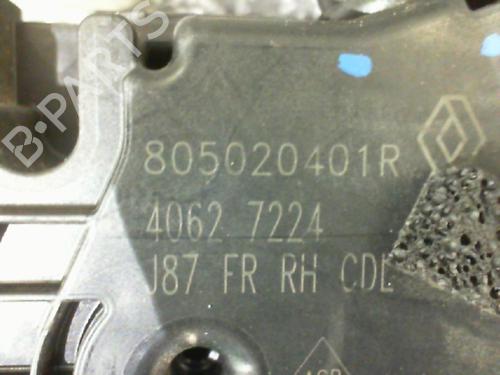 B-PARTS
805020401R
4062 7224
J87 FR RH CDL